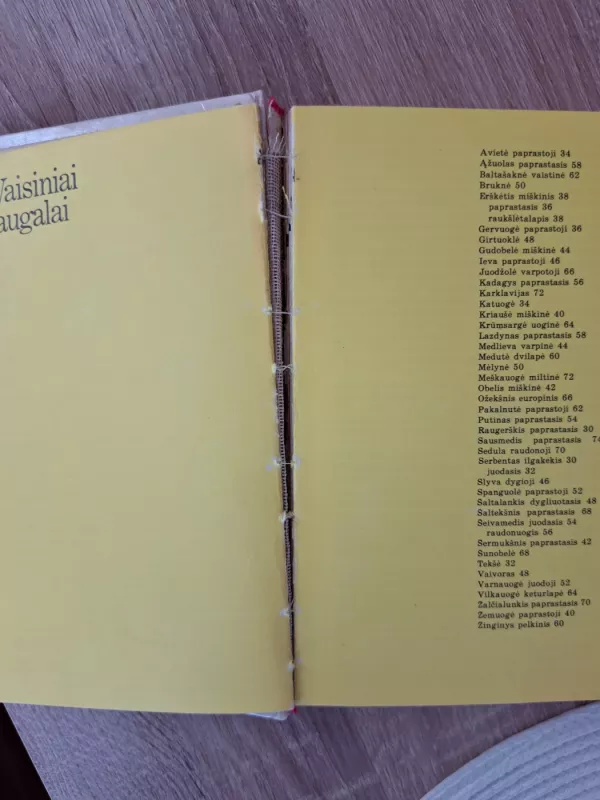 Vaisiniai
augalai
Avietė paprastoji 34
Ąžuolas paprastasis 58
Baltašaknė vaistinė 62
Bruknė 50
Erškėtis miškinis 38
paprastasis 36
raukšlėtalapis 38
Gervuogė paprastoji 36
Girtuoklė 48
Gudobelė miškinė 44
Ieva paprastoji 46
Juodžolė varpotoji 66
Kadagys paprastasis 56
Karklavijas 72
Katuogė 34
Kriaušė miškinė 40
Krūmsargė uoginė 64
Lazdynas paprastasis 58
Medlieva varpinė 44
Medutė dvilapė 60
Mėlynė 50
Meškauogė miltinė 72
Obelis miškinė 42
Ožekšnis europinis 66
Pakalnutė paprastoji 62
Putinas paprastasis 54
Raugerškis paprastasis 30
Sausmedis paprastasis 74
Sedula raudonoji 70
Serbentas ilgakekis 30
juodasis 32
Slyva dygioji 46
Spanguolė paprastoji 52
Šaltalankis dygliuotasis 48
Šaltekšnis paprastasis 68
Šeivamedis juodasis 54
raudonuogis 56
Šermukšnis paprastasis 42
Šunobelė 68
Tekšė 32
Vaivoras 48
Varnauogė juodoji 52
Vilkauogė keturlapė 64
Žalčialunkis paprastasis 70
Žemuogė paprastoji 40
Žinginys pelkinis 60